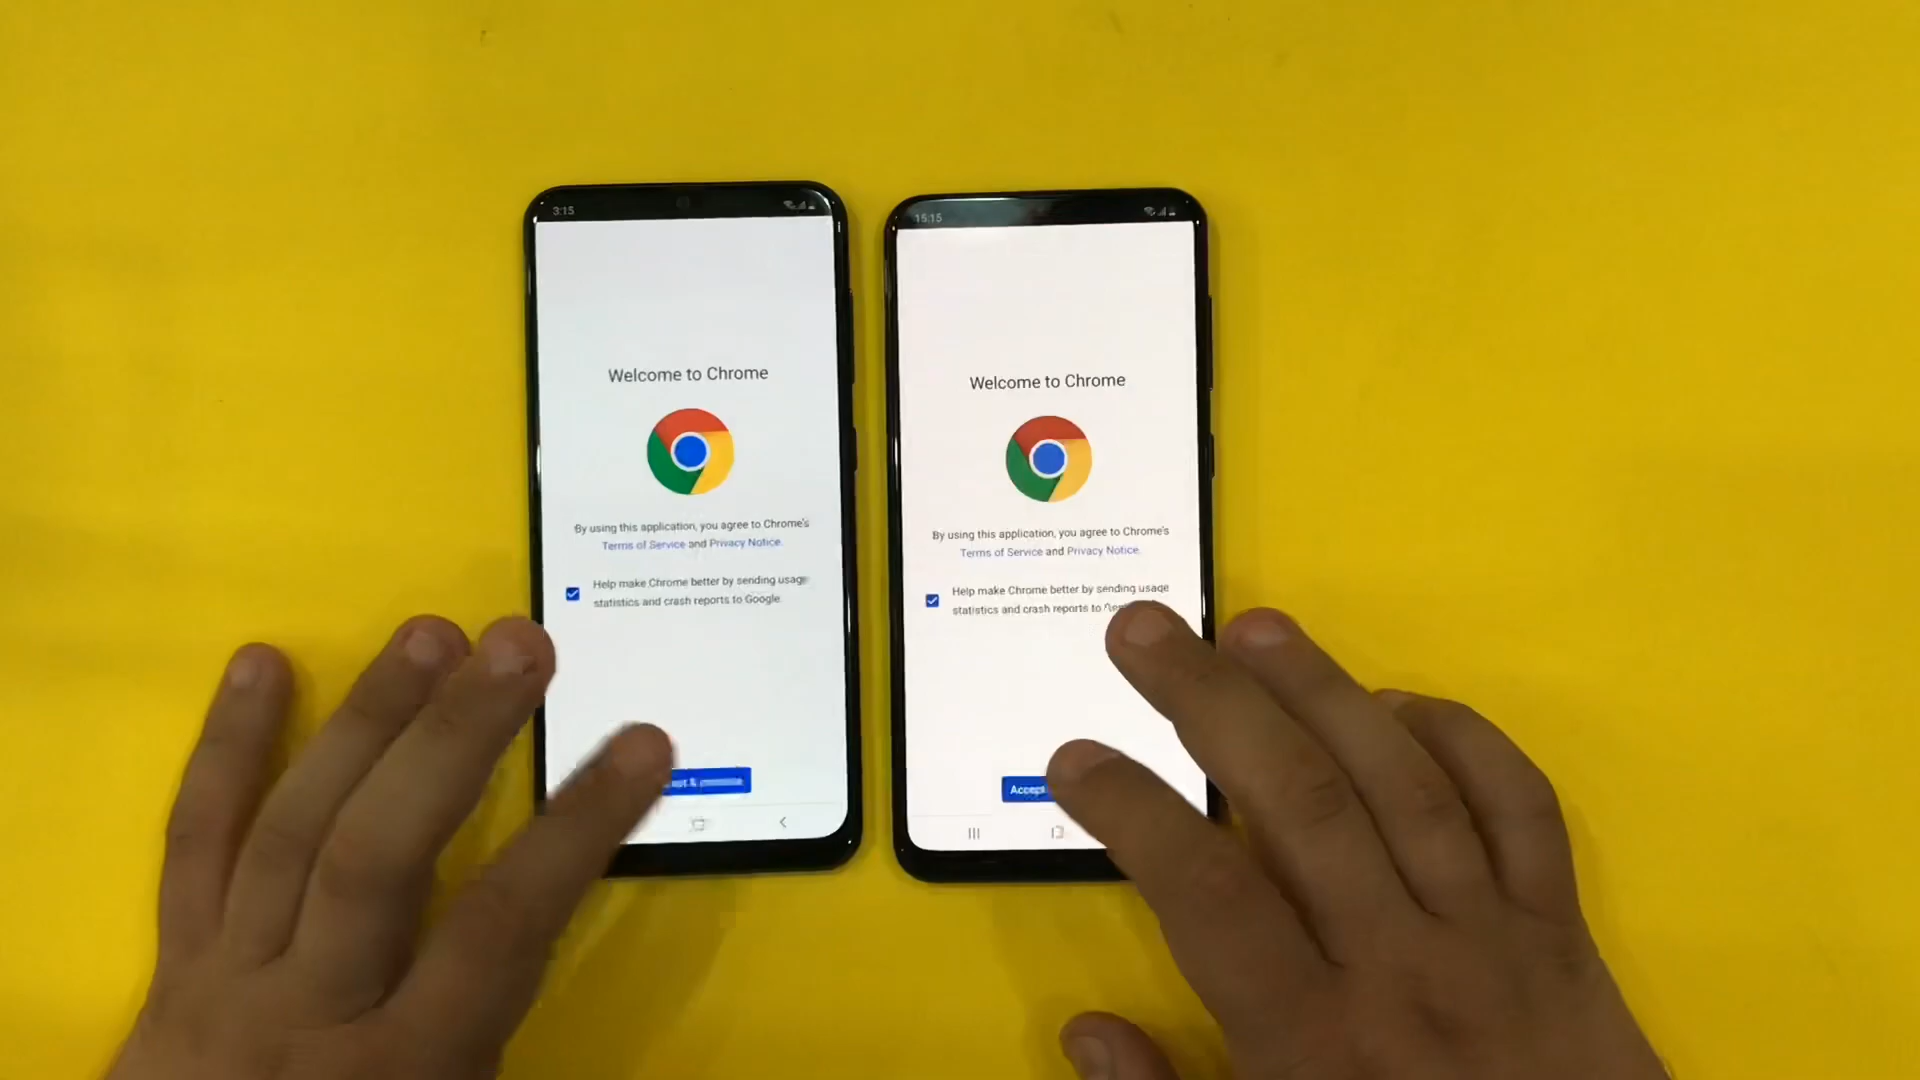 3:15
Welcome to Chrome
By using this application, you agree to Chrome's
Terms of Service and Privacy Notice.
Help make Chrome better by sending usage
statistics and crash reports to Google.
15:15
Welcome to Chrome
By using this application, you agree to Chrome's
Terms of Service and Privacy Notice.
Help make Chrome better by sending usage
statistics and crash reports to
Accept